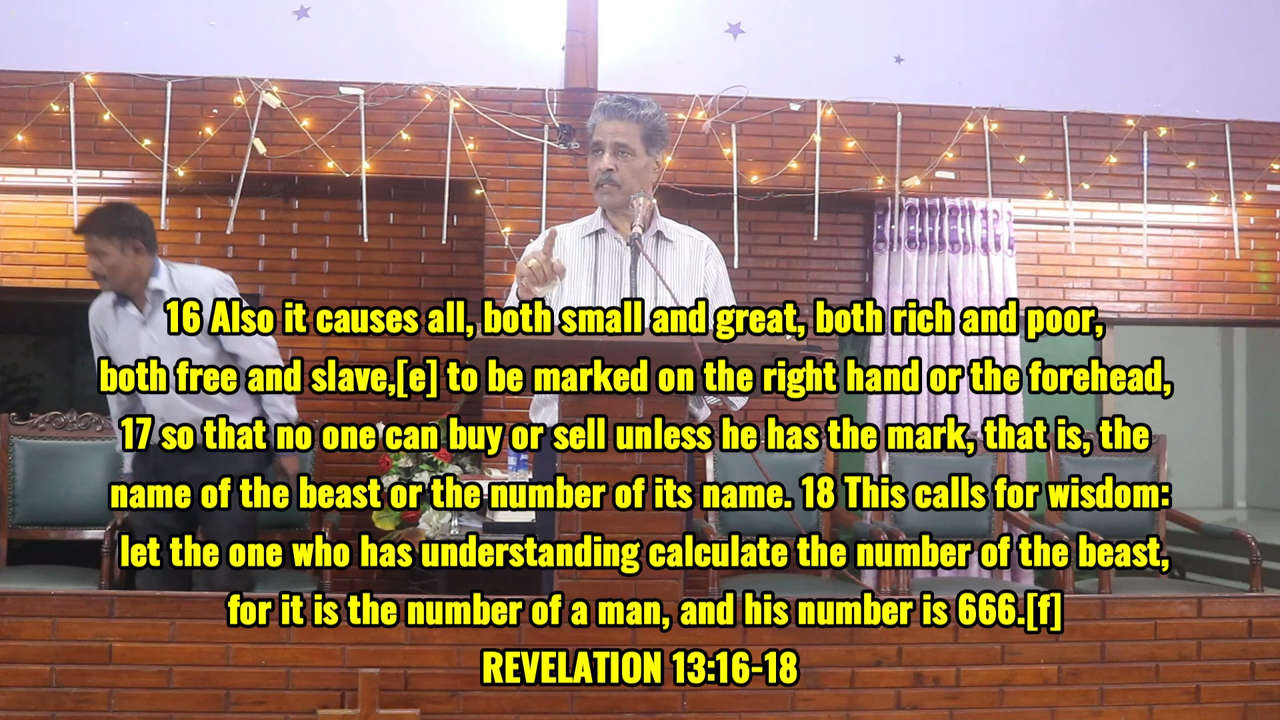 16 Also it causes all, both small and great, both rich and poor,
both free and slave,[e] to be marked on the right hand or the forehead,
17 so that no one can buy or sell unless he has the mark, that is, the
name of the beast or the number of its name. 18 This calls for wisdom:
let the one who has understanding calculate the number of the beast,
for it is the number of a man, and his number is 666.[f]
REVELATION 13:16-18